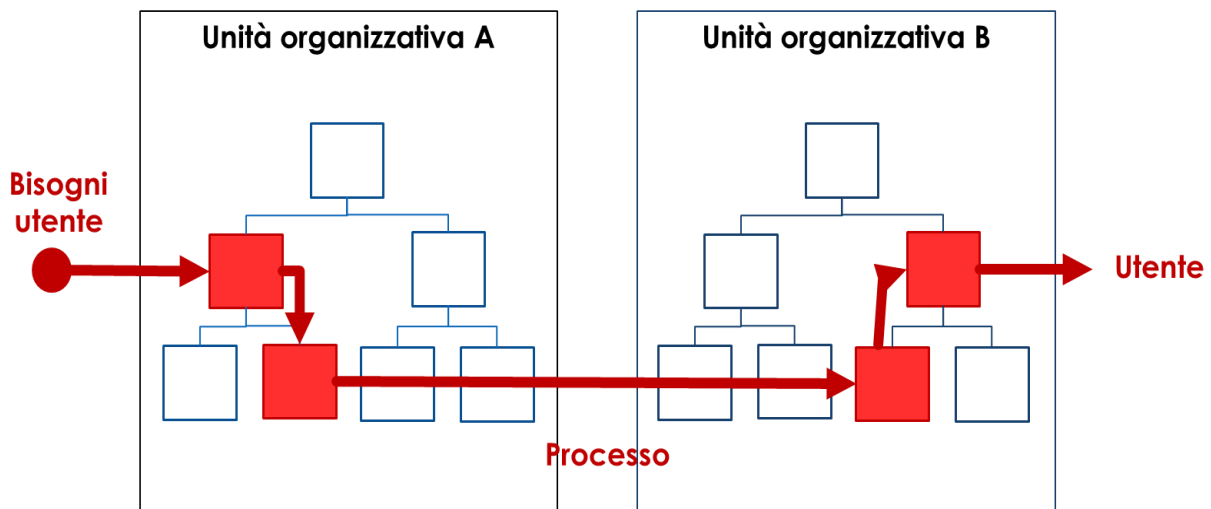 Unità organizzativa A
Unità organizzativa B
Bisogni
utente
Utente
Processo